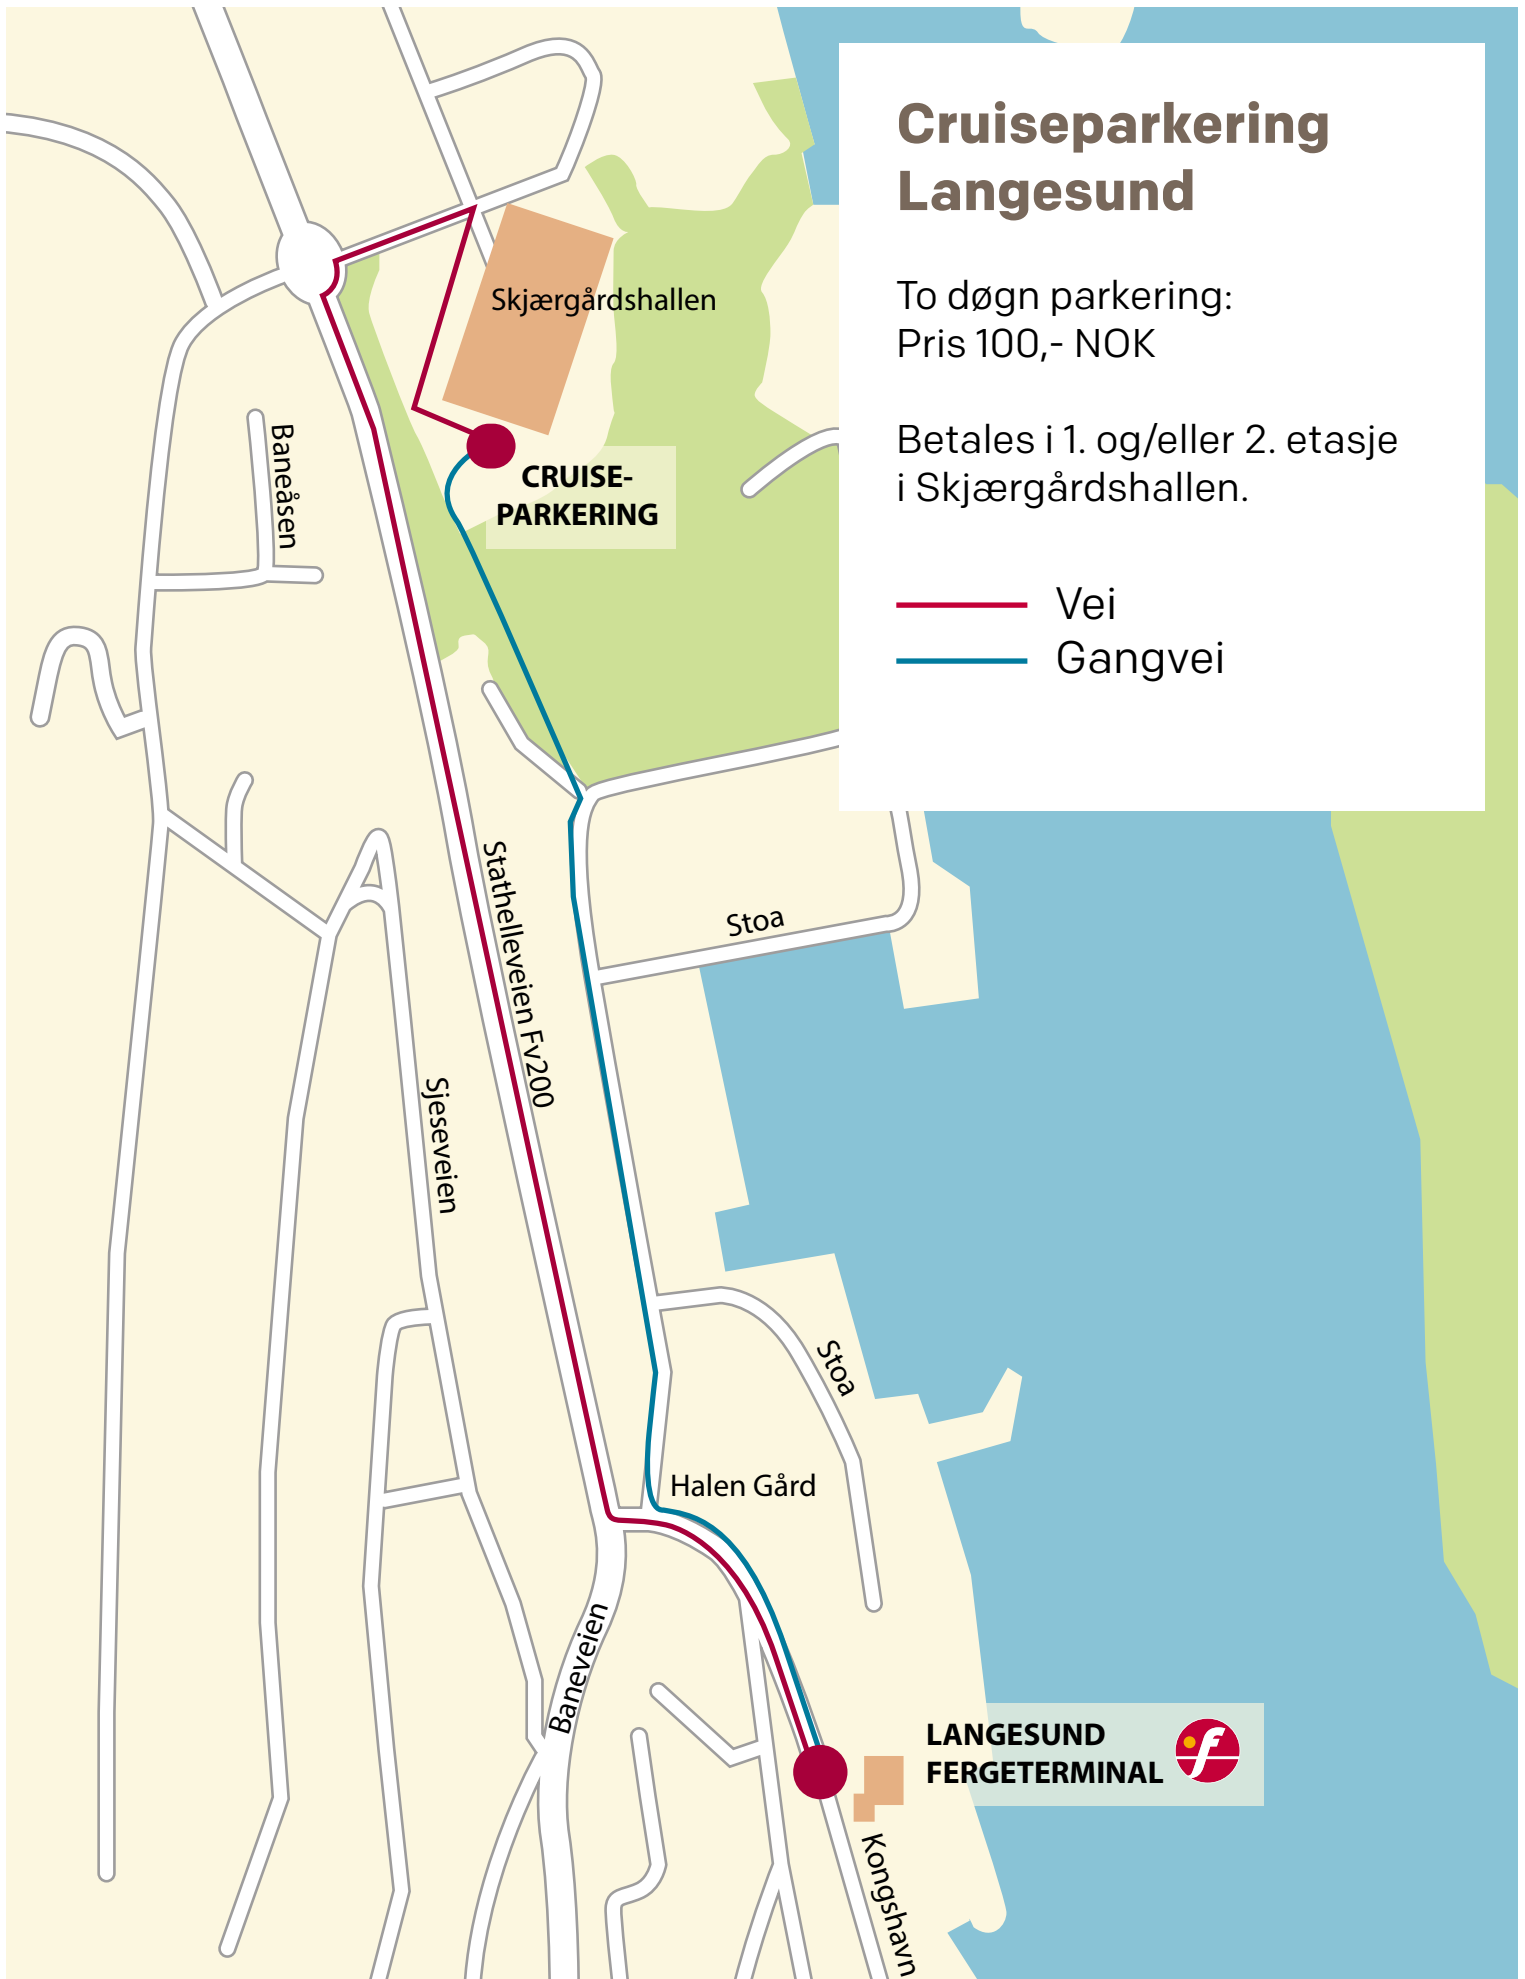 Cruiseparkering
Langesund
To døgn parkering:
Pris 100,- NOK
Betales i 1. og/eller 2. etasje
i Skjærgårdshallen.
Vei
Gangvei
Skjærgårdshallen
CRUISE-
PARKERING
Baneåsen
Stathelleveien Fv200
Stoa
Sjeseveien
Stoa
Halen Gård
Baneveien
LANGESUND
FERGETERMINAL
Kongshavn